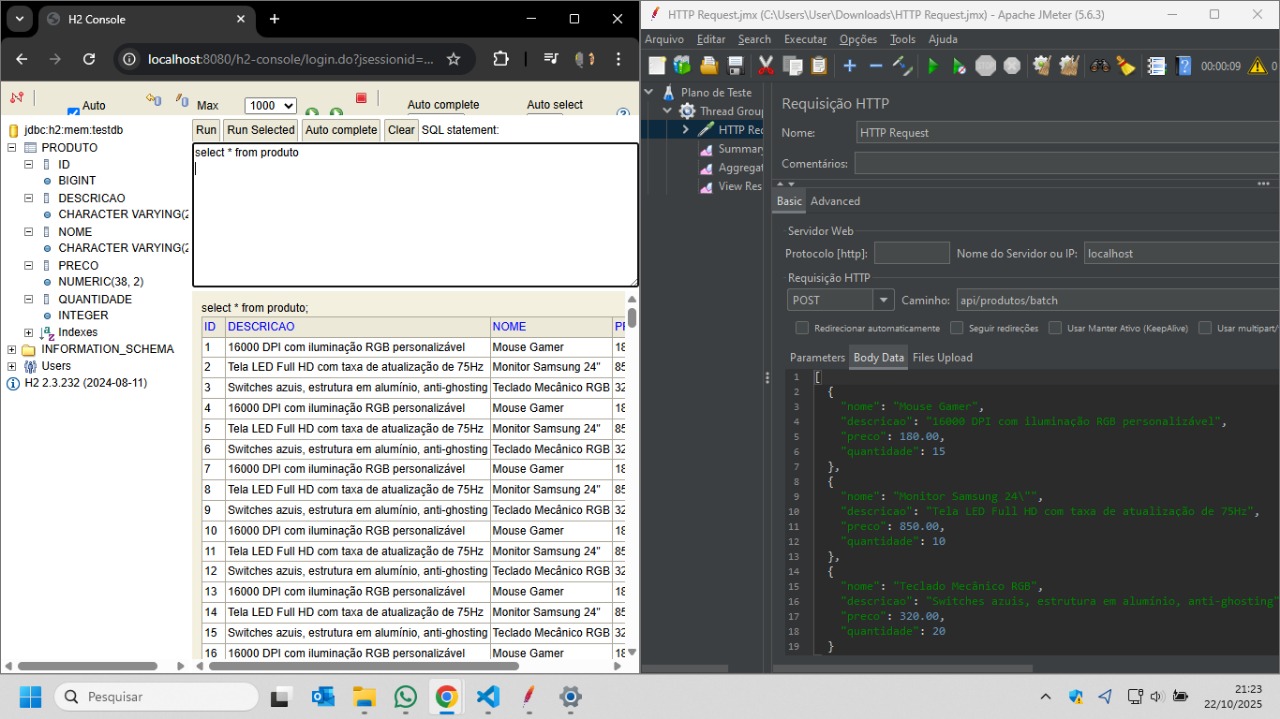 H2 Console
localhost:8080/h2-console/login.do?jsessionid=...
Auto
Max
1000
Auto complete
Auto select
jdbc:h2:mem:testdb
PRODUTO
ID
BIGINT
DESCRICAO
CHARACTER VARYING(2
NOME
CHARACTER VARYING(2
PRECO
NUMERIC(38, 2)
QUANTIDADE
INTEGER
Indexes
INFORMATION_SCHEMA
Users
H2 2.3.232 (2024-08-11)
Run Run Selected Auto complete Clear SQL statement:
select * from produto
select * from produto;
ID DESCRICAO NOME PR
1 16000 DPI com iluminação RGB personalizável Mouse Gamer 18
2 Tela LED Full HD com taxa de atualização de 75Hz Monitor Samsung 24" 85
3 Switches azuis, estrutura em alumínio, anti-ghosting Teclado Mecânico RGB 32
4 16000 DPI com iluminação RGB personalizável Mouse Gamer 18
5 Tela LED Full HD com taxa de atualização de 75Hz Monitor Samsung 24" 85
6 Switches azuis, estrutura em alumínio, anti-ghosting Teclado Mecânico RGB 32
7 16000 DPI com iluminação RGB personalizável Mouse Gamer 18
8 Tela LED Full HD com taxa de atualização de 75Hz Monitor Samsung 24" 85
9 Switches azuis, estrutura em alumínio, anti-ghosting Teclado Mecânico RGB 32
10 16000 DPI com iluminação RGB personalizável Mouse Gamer 18
11 Tela LED Full HD com taxa de atualização de 75Hz Monitor Samsung 24" 85
12 Switches azuis, estrutura em alumínio, anti-ghosting Teclado Mecânico RGB 32
13 16000 DPI com iluminação RGB personalizável Mouse Gamer 18
14 Tela LED Full HD com taxa de atualização de 75Hz Monitor Samsung 24" 85
15 Switches azuis, estrutura em alumínio, anti-ghosting Teclado Mecânico RGB 32
16 16000 DPI com iluminação RGB personalizável Mouse Gamer 18
HTTP Request.jmx (C:\Users\User\Downloads\HTTP Request.jmx) - Apache JMeter (5.6.3)
Arquivo Editar Search Executar Opções Tools Ajuda
STOP
00:00:09
0
Plano de Teste
Thread Group
HTTP Rec
Summary
Aggregat
View Res
Requisição HTTP
Nome: HTTP Request
Comentários:
Basic Advanced
Servidor Web
Protocolo [http]: Nome do Servidor ou IP: localhost
Requisição HTTP
POST Caminho: api/produtos/batch
Redirecionar automaticamente Seguir redireções Usar Manter Ativo (KeepAlive) Usar multipart/
Parameters Body Data Files Upload
1 [
2 {
3 "nome": "Mouse Gamer",
4 "descricao": "16000 DPI com iluminação RGB personalizável",
5 "preco": 180.00,
6 "quantidade": 15
7 },
8 {
9 "nome": "Monitor Samsung 24\"",
10 "descricao": "Tela LED Full HD com taxa de atualização de 75Hz",
11 "preco": 850.00,
12 "quantidade": 10
13 },
14 {
15 "nome": "Teclado Mecânico RGB",
16 "descricao": "Switches azuis, estrutura em alumínio, anti-ghosting"
17 "preco": 320.00,
18 "quantidade": 20
19 }
Pesquisar
21:23
22/10/2025